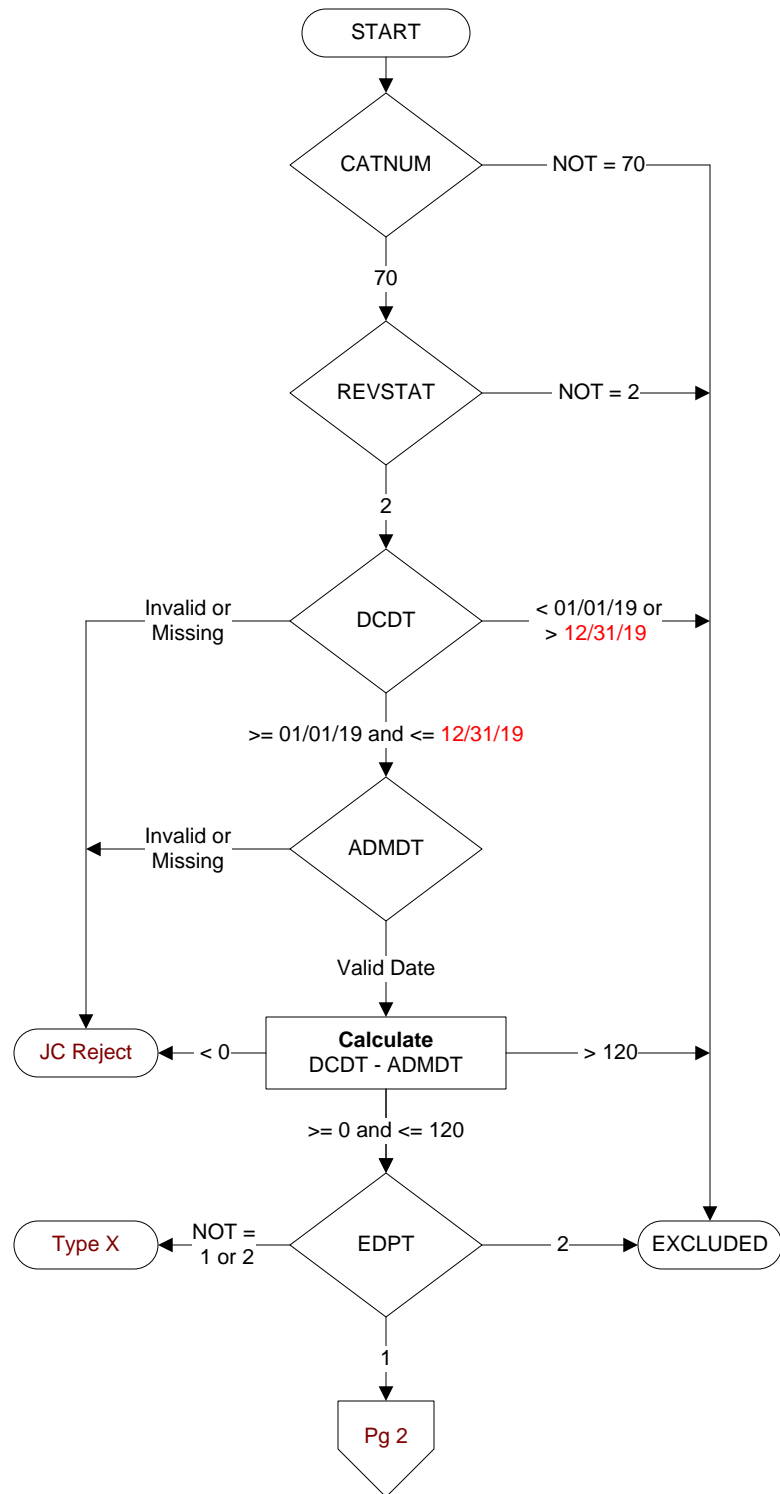 START
CATNUM
NOT = 70
70
REVSTAT
NOT = 2
2
Invalid or
Missing
DCDT
< 01/01/19 or
> 12/31/19
>= 01/01/19 and <= 12/31/19
Invalid or
Missing
ADMDT
Valid Date
JC Reject
< 0
Calculate
DCDT - ADMDT
> 120
>= 0 and <= 120
Type X
NOT =
1 or 2
EDPT
2
EXCLUDED
1
Pg 2